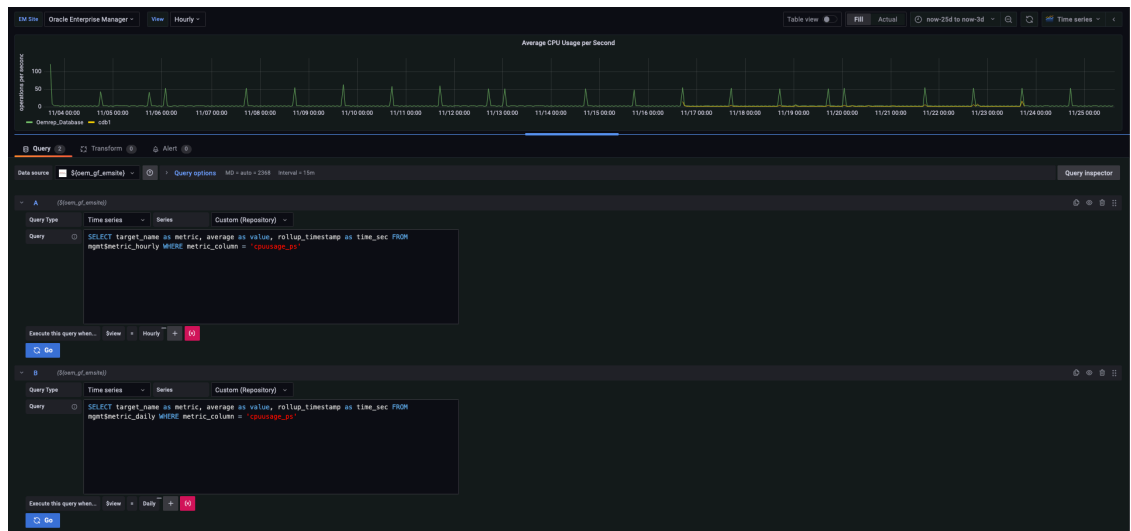 EM Site Oracle Enterprise Manager View Hourly Table view Fill Actual now-25d to now-3d Time series
Average CPU Usage per Second
operations per second
100
50
0
11/04 00:00 11/05 00:00 11/06 00:00 11/07 00:00 11/08 00:00 11/09 00:00 11/10 00:00 11/11 00:00 11/12 00:00 11/13 00:00 11/14 00:00 11/15 00:00 11/16 00:00 11/17 00:00 11/18 00:00 11/19 00:00 11/20 00:00 11/21 00:00 11/22 00:00 11/23 00:00 11/24 00:00 11/25 00:00
Oemrep_Database cdb1
Query 2 Transform 0 Alert 0
Data source ${oem_gf_emsite} > Query options MD = auto = 2368 Interval = 15m Query inspector
A (${oem_gf_emsite})
Query Type Time series Series Custom (Repository)
Query SELECT target_name as metric, average as value, rollup_timestamp as time_sec FROM
mgmt$metric_hourly WHERE metric_column = 'cpuusage_ps'
Execute this query when... $view = Hourly + (x)
Go
B (${oem_gf_emsite})
Query Type Time series Series Custom (Repository)
Query SELECT target_name as metric, average as value, rollup_timestamp as time_sec FROM
mgmt$metric_daily WHERE metric_column = 'cpuusage_ps'
Execute this query when... $view = Daily + (x)
Go